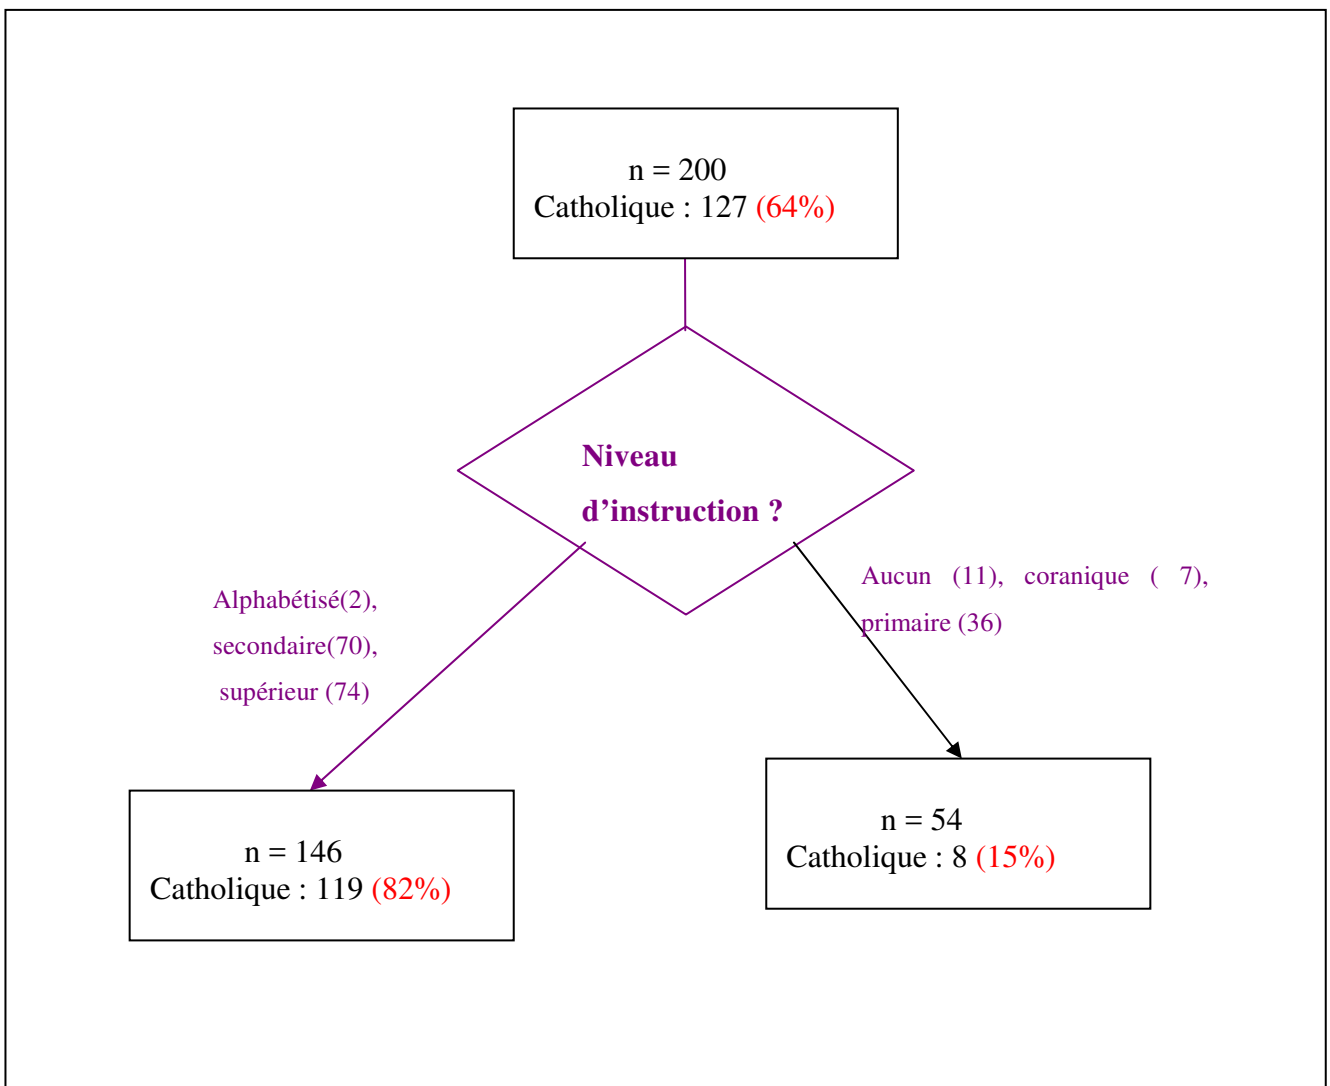 n = 200
Catholique : 127 (64%)
Niveau
d’instruction ?
Alphabétisé(2),
secondaire(70),
supérieur (74)
Aucun (11), coranique ( 7),
primaire (36)
n = 146
Catholique : 119 (82%)
n = 54
Catholique : 8 (15%)